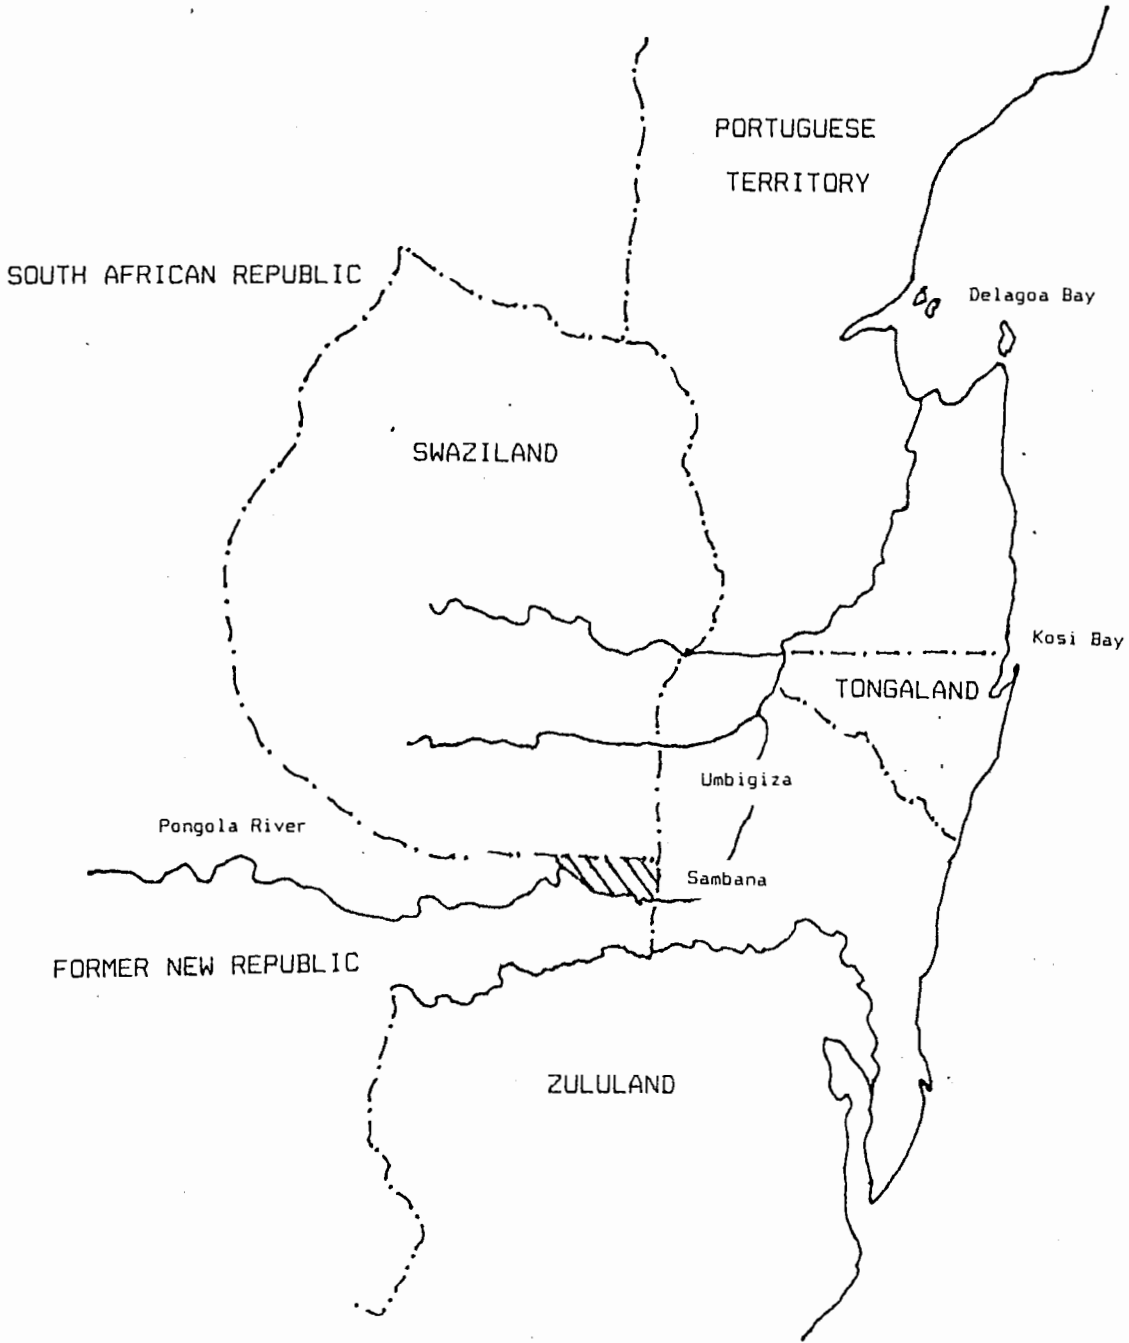 PORTUGUESE
TERRITORY
SOUTH AFRICAN REPUBLIC
Delagoa Bay
SWAZILAND
Kosi Bay
TONGALAND
Umbigiza
Pongola River
Sambana
FORMER NEW REPUBLIC
ZULULAND